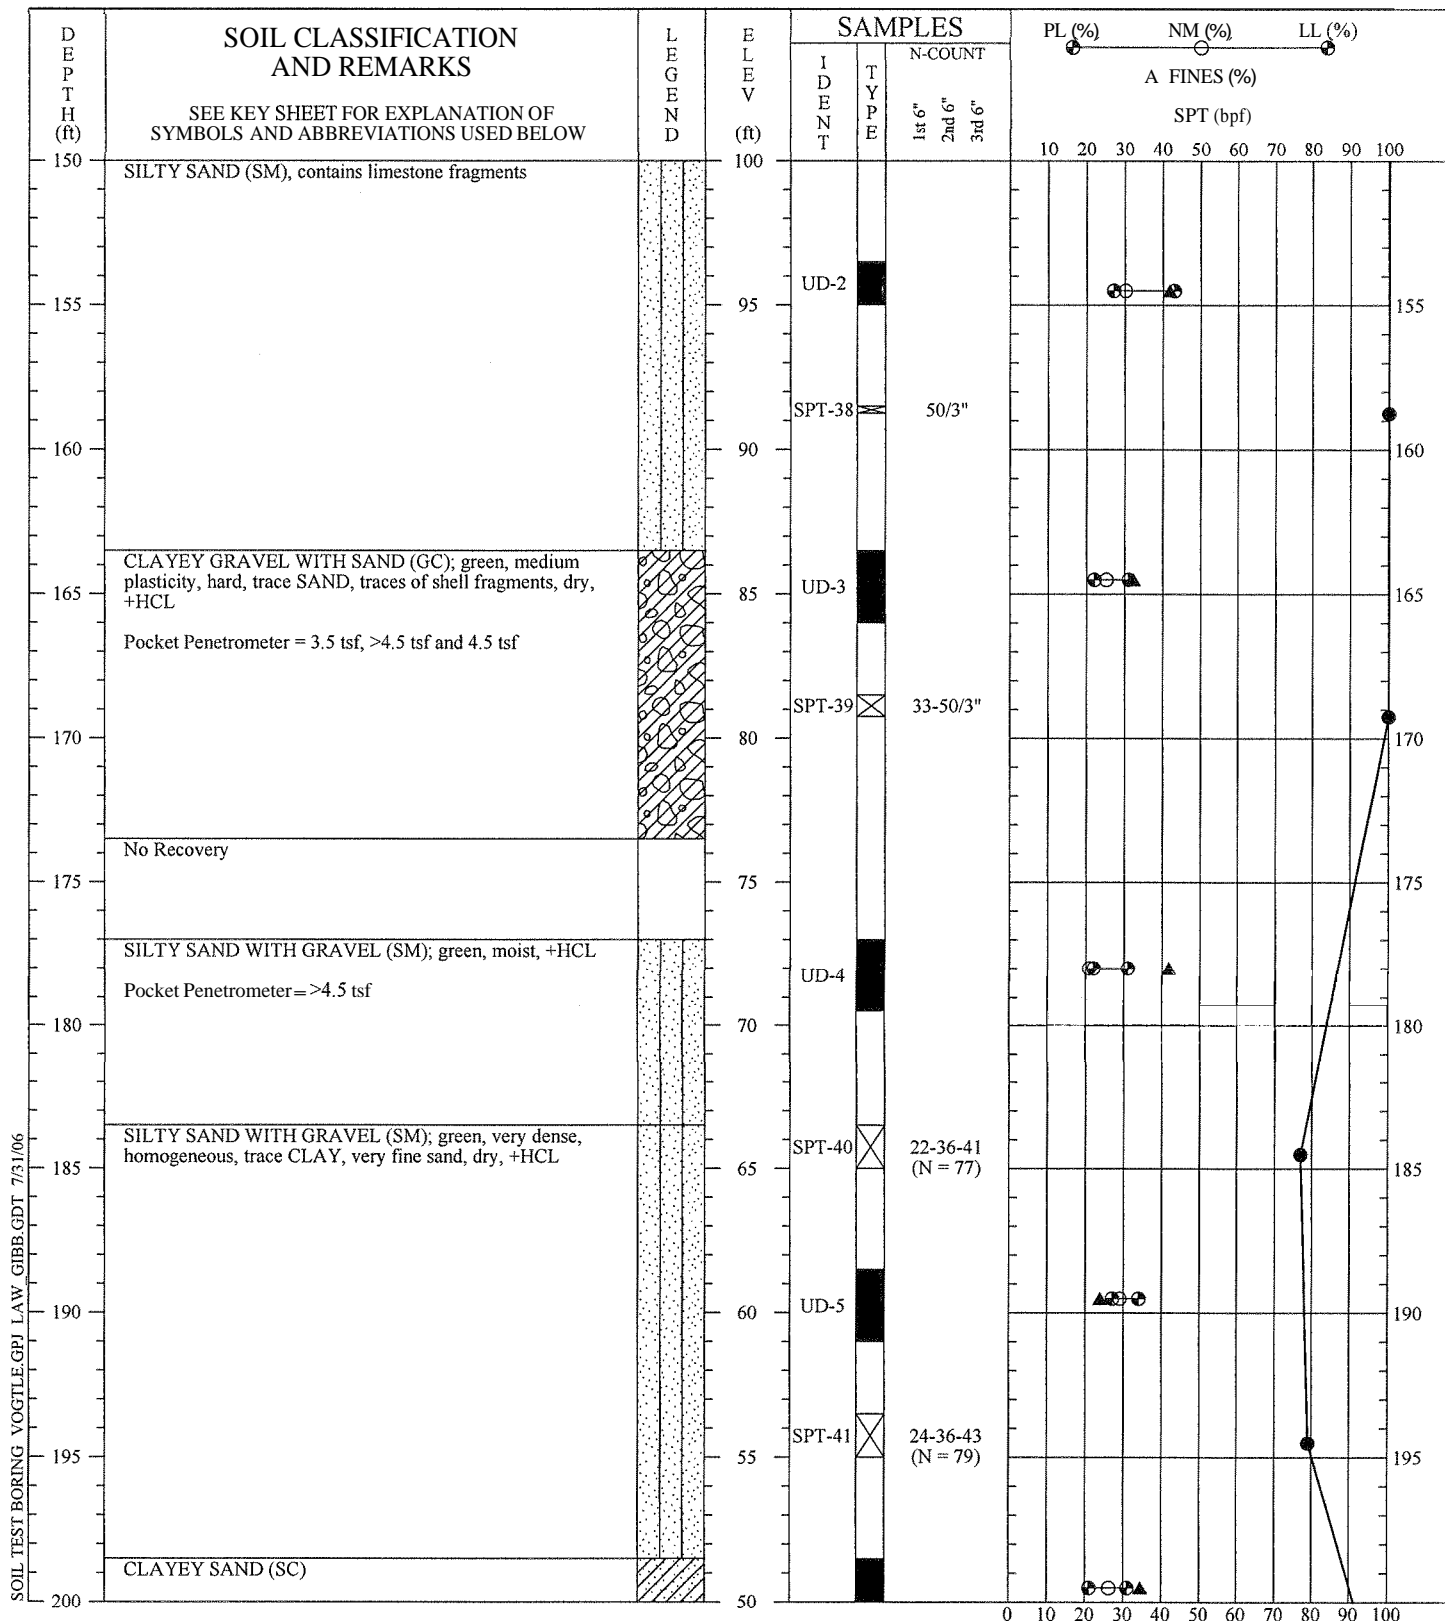 DEPTH (ft)
SOIL CLASSIFICATION
AND REMARKS
SEE KEY SHEET FOR EXPLANATION OF
SYMBOLS AND ABBREVIATIONS USED BELOW
LEGEND
ELEV (ft)
SAMPLES
IDENT
TYPE
N-COUNT
1st 6"
2nd 6"
3rd 6"
PL (%) NM (%) LL (%)
A FINES (%)
SPT (bpf)
10 20 30 40 50 60 70 80 90 100
150 SILTY SAND (SM), contains limestone fragments 100
UD-2
155 95 155
SPT-38 50/3"
160 90 160
CLAYEY GRAVEL WITH SAND (GC); green, medium
plasticity, hard, trace SAND, traces of shell fragments, dry,
+HCL
UD-3
165 85 165
Pocket Penetrometer = 3.5 tsf, >4.5 tsf and 4.5 tsf
SPT-39 33-50/3"
170 80 170
No Recovery
175 75 175
SILTY SAND WITH GRAVEL (SM); green, moist, +HCL
UD-4
Pocket Penetrometer = >4.5 tsf
180 70 180
SILTY SAND WITH GRAVEL (SM); green, very dense,
homogeneous, trace CLAY, very fine sand, dry, +HCL
SPT-40 22-36-41
(N = 77)
185 65 185
UD-5
190 60 190
SPT-41 24-36-43
(N = 79)
195 55 195
CLAYEY SAND (SC)
200 50
0 10 20 30 40 50 60 70 80 90 100
SOIL TEST BORING VOGTLE.GPJ LAW_GIBB.GDT 7/31/06